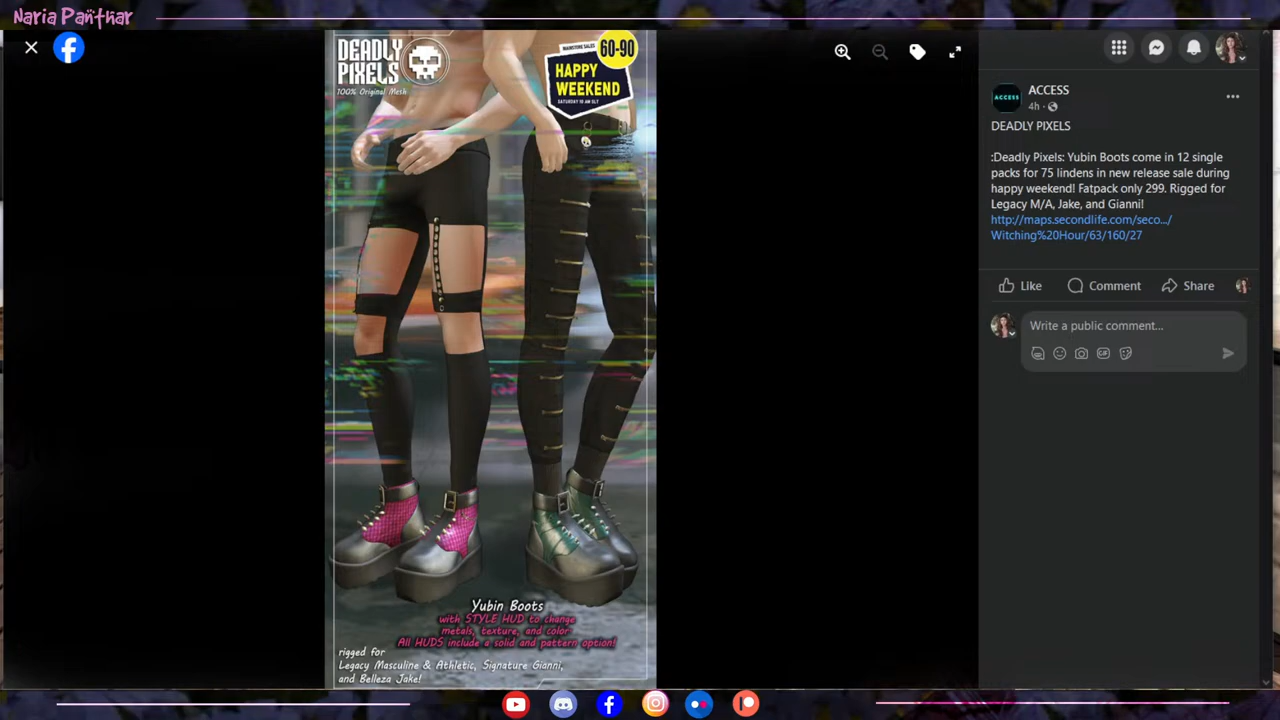 Naria Panthar
DEADLY
PIXELS
100% Original Mesh
MAINSTORE SALES
60-90
HAPPY
WEEKEND
SATURDAY 10 AM SLT
Yubin Boots
with STYLE HUD to change
metals, texture, and color
All HUDS include a solid and pattern option!
rigged for
Legacy Masculine & Athletic, Signature Gianni,
and Belleza Jake!
ACCESS
ACCESS
4h ·
DEADLY PIXELS
:Deadly Pixels: Yubin Boots come in 12 single
packs for 75 lindens in new release sale during
happy weekend! Fatpack only 299. Rigged for
Legacy M/A, Jake, and Gianni!
http://maps.secondlife.com/seco.../
Witching%20Hour/63/160/27
Like
Comment
Share
Write a public comment...
GIF